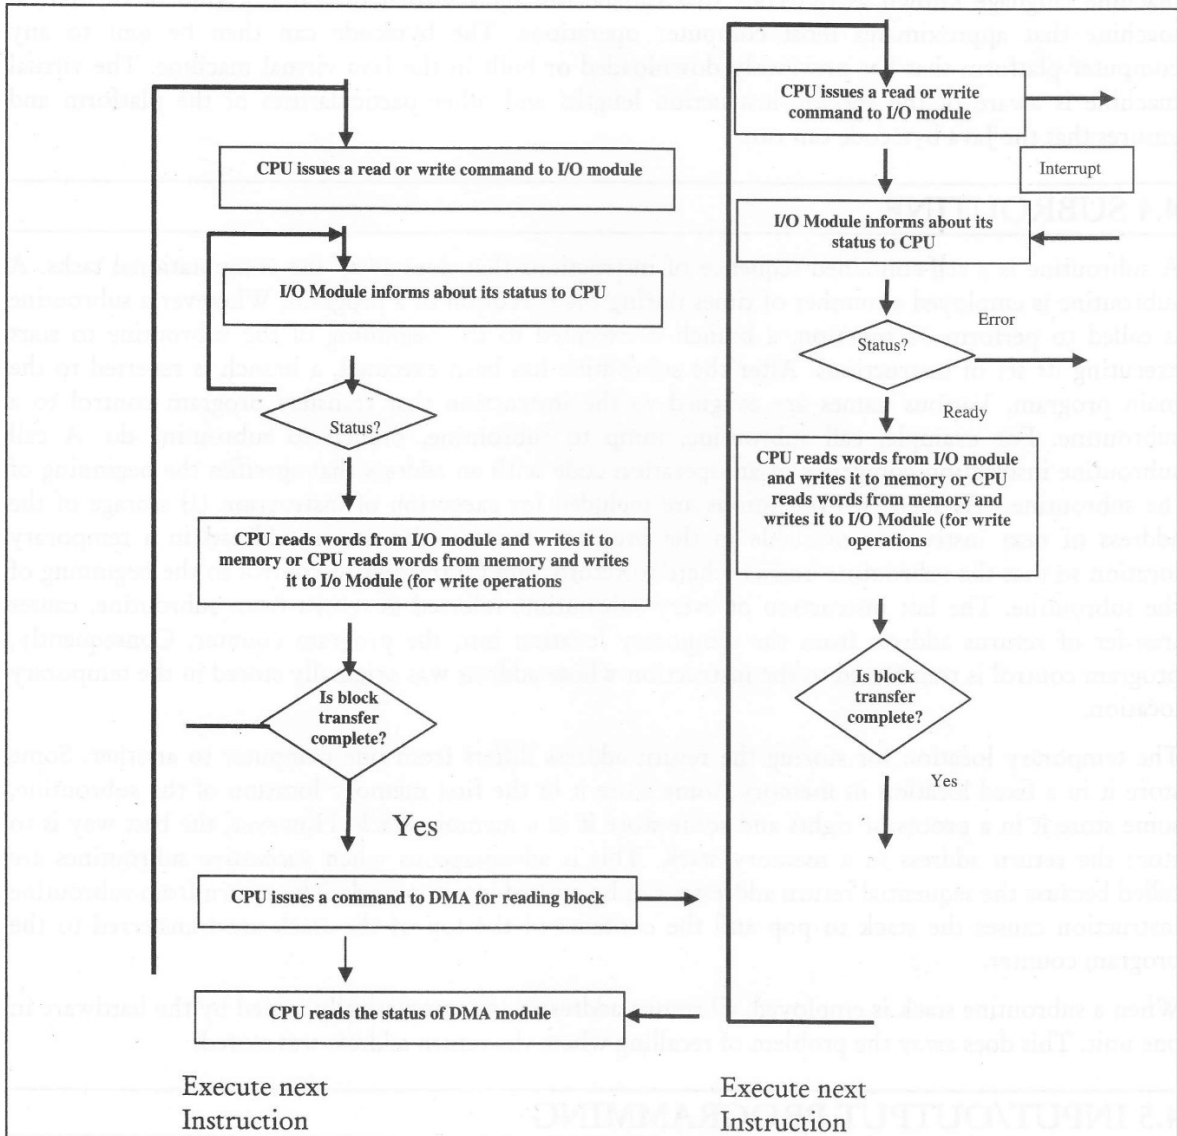 CPU issues a read or write command to I/O module
I/O Module informs about its status to CPU
Status?
CPU reads words from I/O module and writes it to
memory or CPU reads words from memory and writes
it to I/o Module (for write operations
Is block
transfer
complete?
Yes
CPU issues a command to DMA for reading block
CPU reads the status of DMA module
Execute next
Instruction
CPU issues a read or write
command to I/O module
Interrupt
I/O Module informs about its
status to CPU
Error
Status?
Ready
CPU reads words from I/O module
and writes it to memory or CPU
reads words from memory and
writes it to I/O Module (for write
operations
Is block
transfer
complete?
Yes
Execute next
Instruction